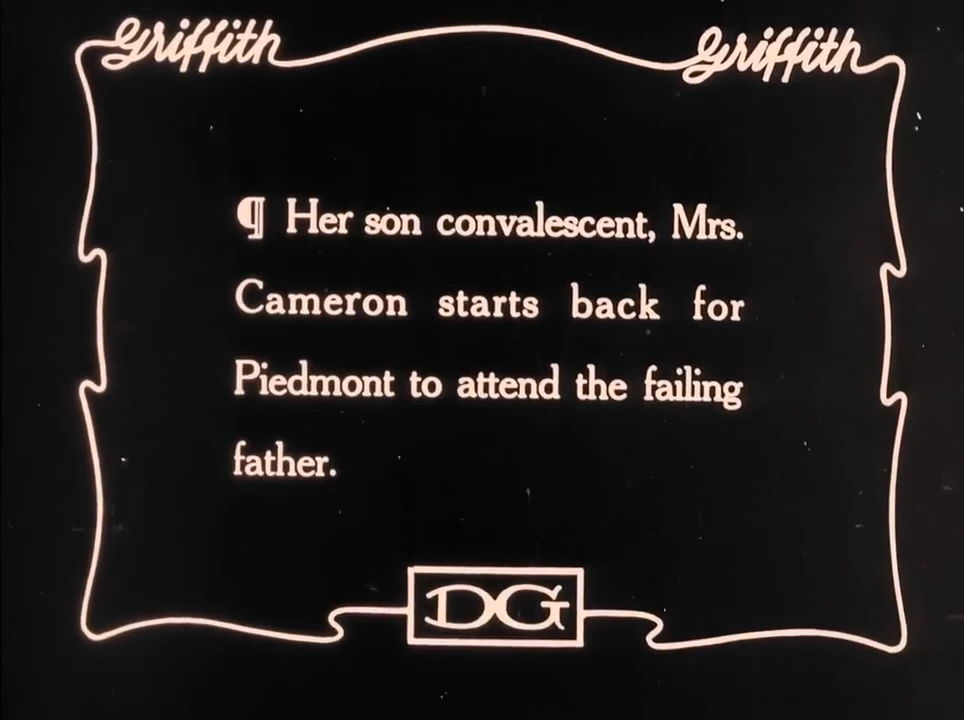 Griffith Griffith
¶ Her son convalescent, Mrs.
Cameron starts back for
Piedmont to attend the failing
father.
DG